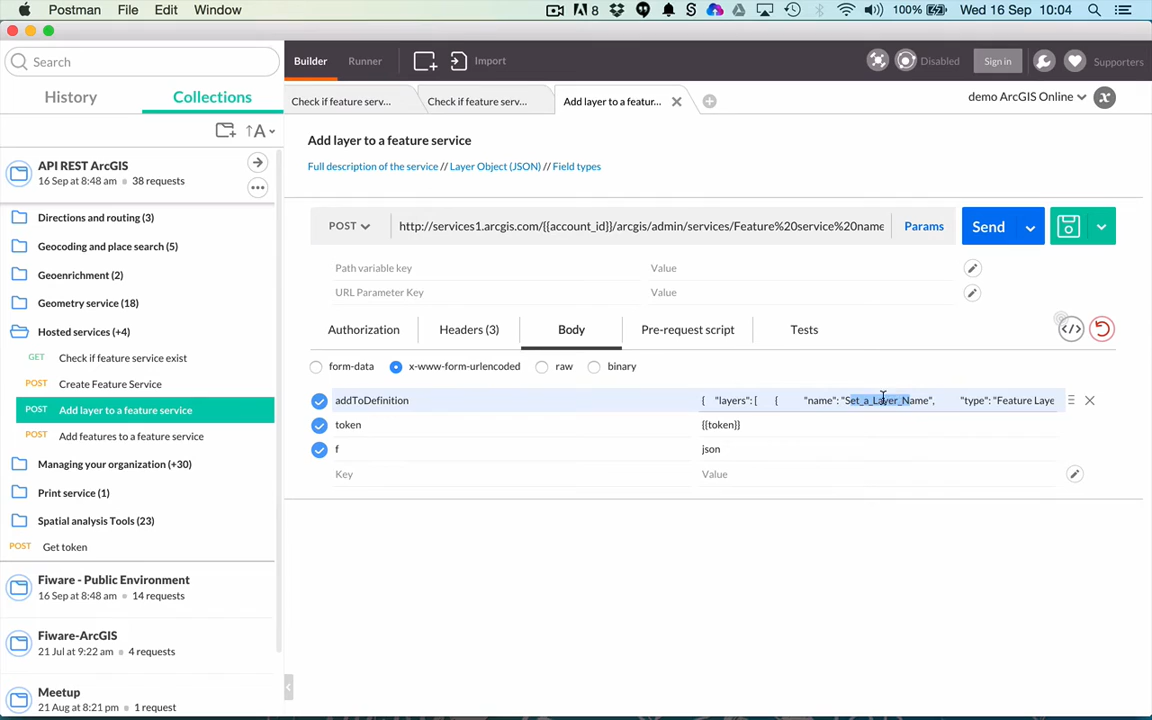 Postman File Edit Window 8 S 100% Wed 16 Sep 10:04
Search
Builder Runner Import Disabled Sign in Supporters
History Collections
Check if feature serv... Check if feature serv... Add layer to a featur... demo ArcGIS Online
A
Add layer to a feature service
Full description of the service // Layer Object (JSON) // Field types
API REST ArcGIS
16 Sep at 8:48 am 38 requests
Directions and routing (3)
Geocoding and place search (5)
Geoenrichment (2)
Geometry service (18)
Hosted services (+4)
GET Check if feature service exist
POST Create Feature Service
POST Add layer to a feature service
POST Add features to a feature service
Managing your organization (+30)
Print service (1)
Spatial analysis Tools (23)
POST Get token
Fiware - Public Environment
16 Sep at 8:48 am 14 requests
Fiware-ArcGIS
21 Jul at 9:22 am 4 requests
Meetup
21 Aug at 8:21 pm 1 request
POST http://services1.arcgis.com/{{account_id}}/arcgis/admin/services/Feature%20service%20name Params Send
Path variable key Value
URL Parameter Key Value
Authorization Headers (3) Body Pre-request script Tests
form-data x-www-form-urlencoded raw binary
addToDefinition { "layers": [ { "name": "Set_a_Layer_Name", "type": "Feature Laye
token {{token}}
f json
Key Value